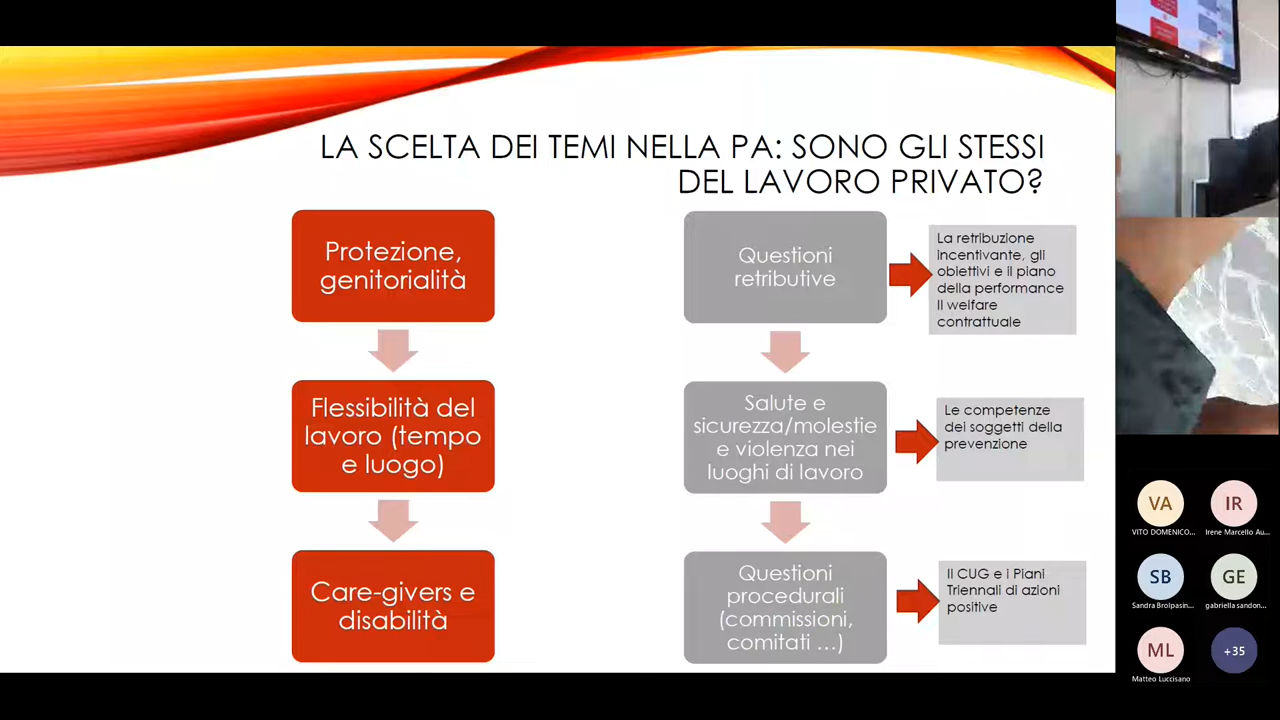 LA SCELTA DEI TEMI NELLA PA: SONO GLI STESSI
DEL LAVORO PRIVATO?
Protezione,
genitorialità
Flessibilità del
lavoro (tempo
e luogo)
Care-givers e
disabilità
Questioni
retributive
La retribuzione
incentivante, gli
obiettivi e il piano
della performance
Il welfare
contrattuale
Salute e
sicurezza/molestie
e violenza nei
luoghi di lavoro
Le competenze
dei soggetti della
prevenzione
Questioni
procedurali
(commissioni,
comitati ...)
Il CUG e i Piani
Triennali di azioni
positive
VA
VITO DOMENICO...
IR
Irene Marcello Au...
SB
Sandra Brolpasin...
GE
gabriella sandon...
ML
Matteo Luccisano
+35